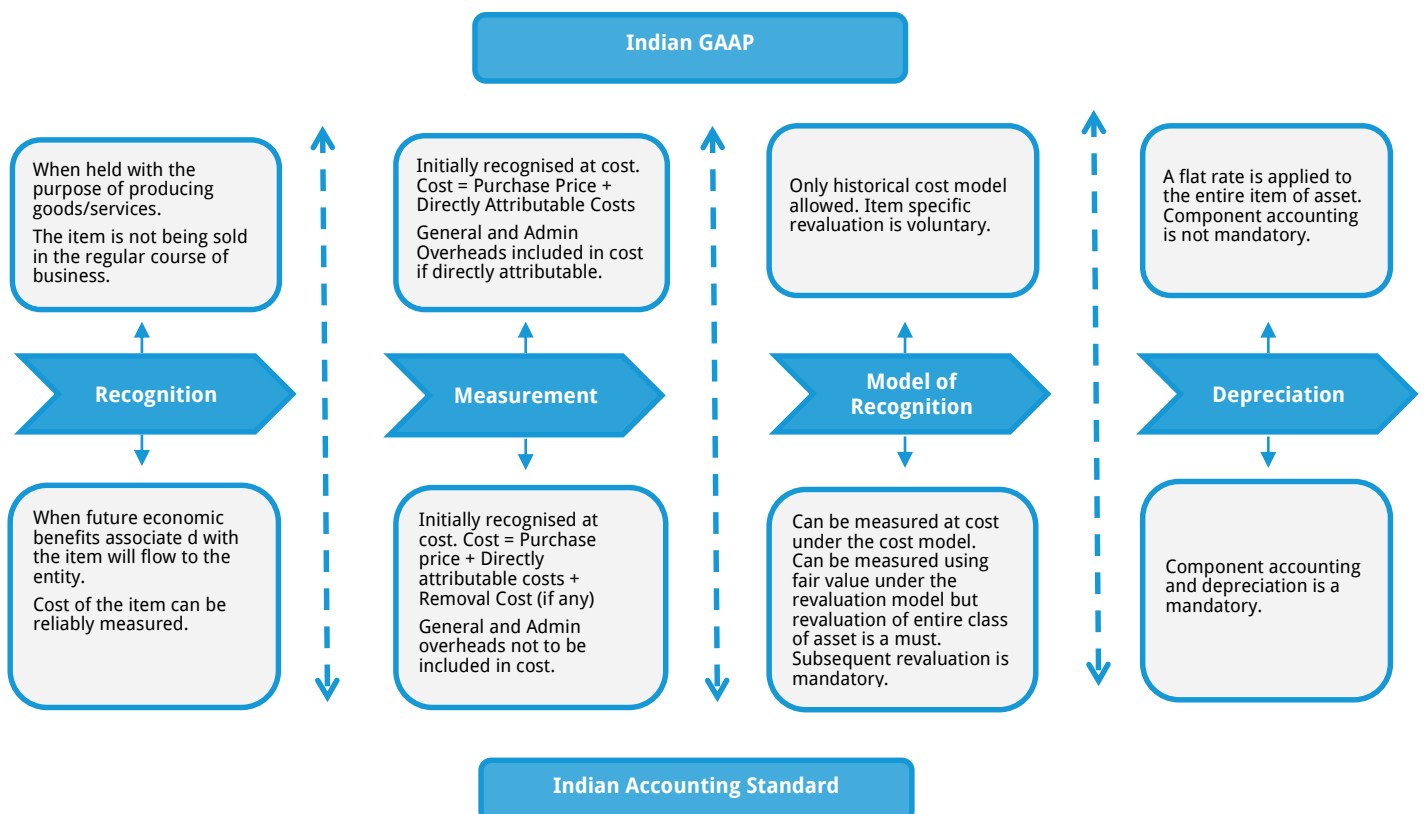 Indian GAAP
When held with the
purpose of producing
goods/services.
The item is not being sold
in the regular course of
business.
Initially recognised at cost.
Cost = Purchase Price +
Directly Attributable Costs
General and Admin
Overheads included in cost
if directly attributable.
Only historical cost model
allowed. Item specific
revaluation is voluntary.
A flat rate is applied to
the entire item of asset.
Component accounting
is not mandatory.
Recognition
Measurement
Model of
Recognition
Depreciation
When future economic
benefits associate d with
the item will flow to the
entity.
Cost of the item can be
reliably measured.
Initially recognised at
cost. Cost = Purchase
price + Directly
attributable costs +
Removal Cost (if any)
General and Admin
overheads not to be
included in cost.
Can be measured at cost
under the cost model.
Can be measured using
fair value under the
revaluation model but
revaluation of entire class
of asset is a must.
Subsequent revaluation is
mandatory.
Component accounting
and depreciation is a
mandatory.
Indian Accounting Standard